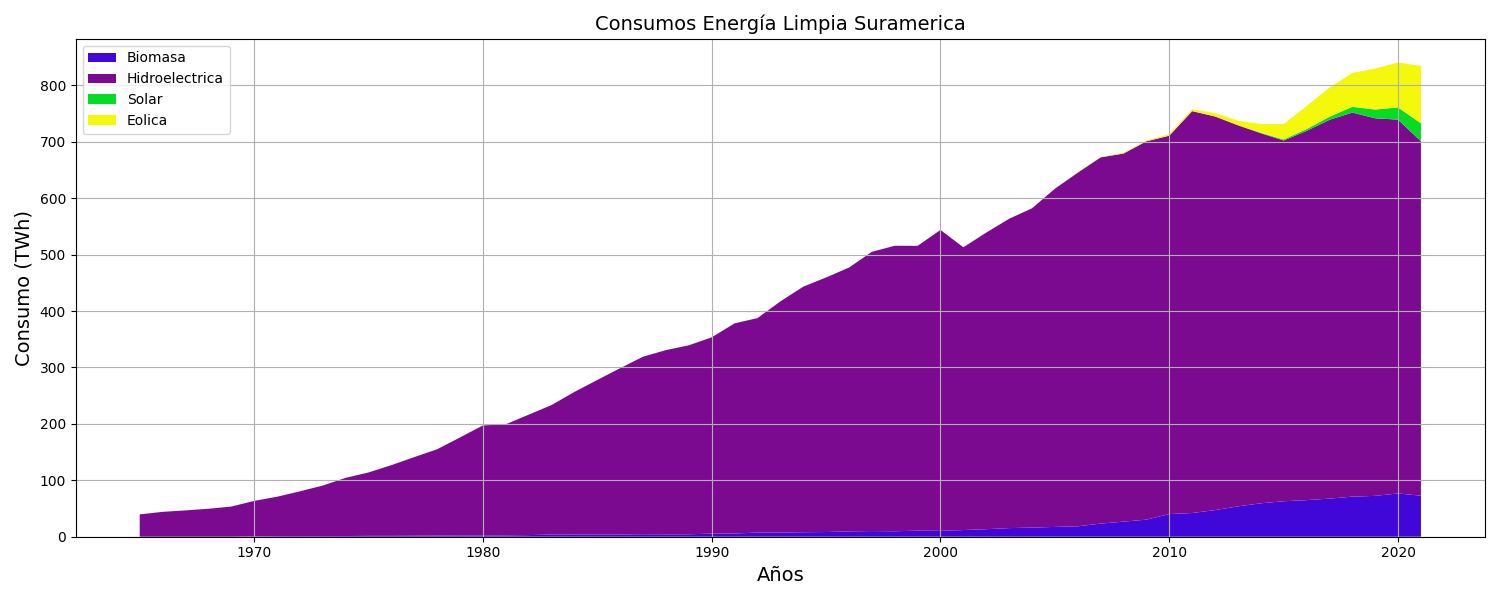 Consumos Energía Limpia Suramerica
Biomasa
Hidroelectrica
Solar
Eolica
Consumo (TWh)
800
700
600
500
400
300
200
100
0
1970 1980 1990 2000 2010 2020
Años